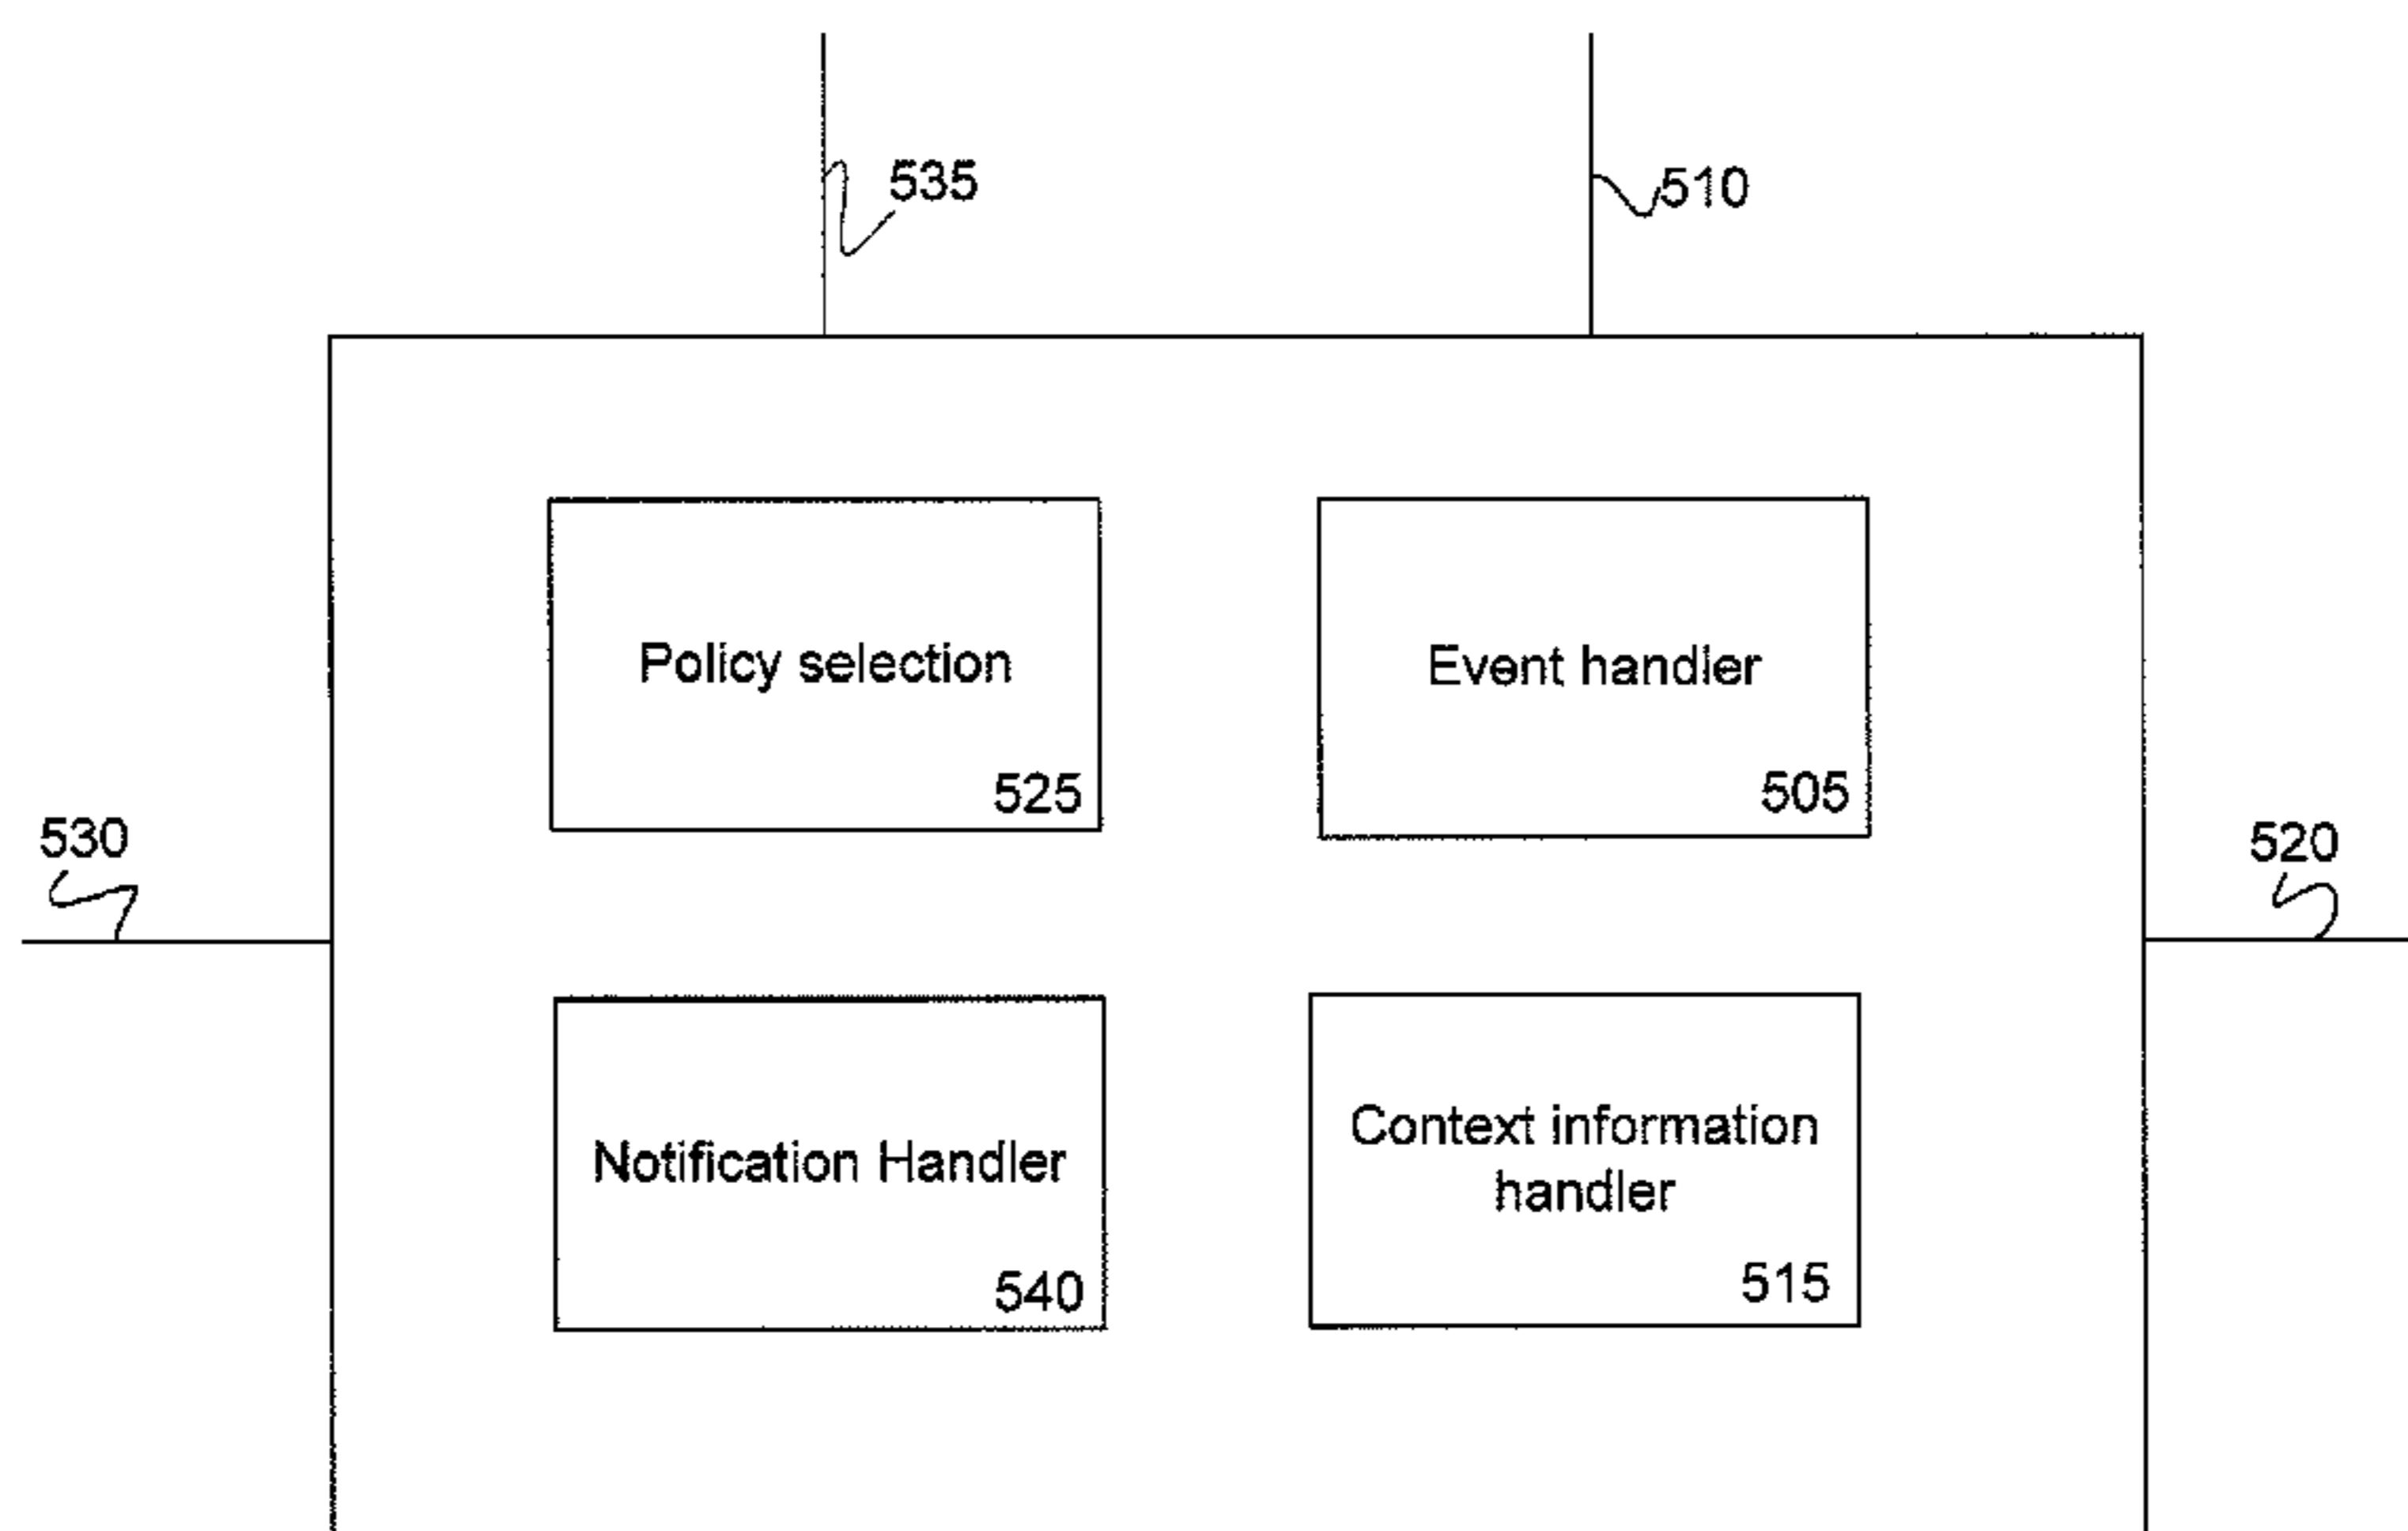 535
510
Policy selection
525
Event handler
505
530
520
Notification Handler
540
Context information
handler
515